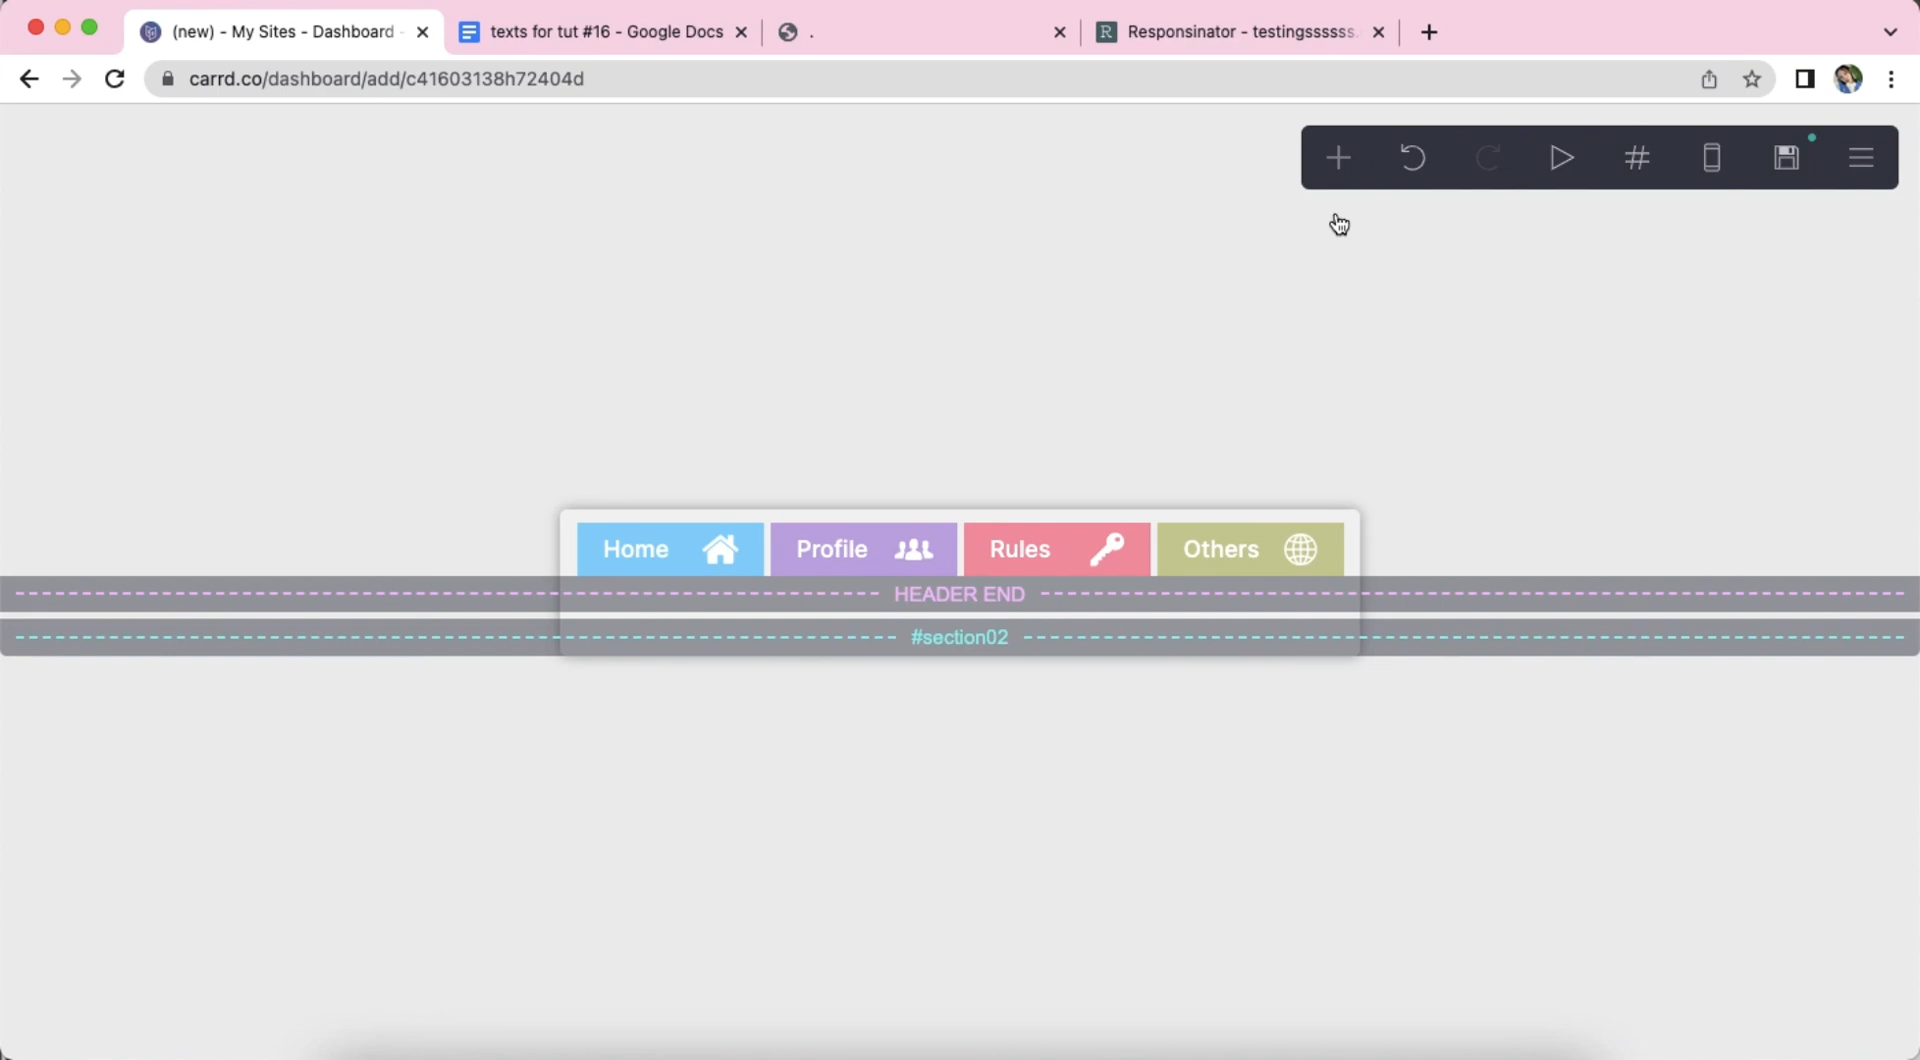 (new) - My Sites - Dashboard -
texts for tut #16 - Google Docs
.
Responsinator - testingssssss.
carrd.co/dashboard/add/c41603138h72404d
Home
Profile
Rules
Others
HEADER END
#section02